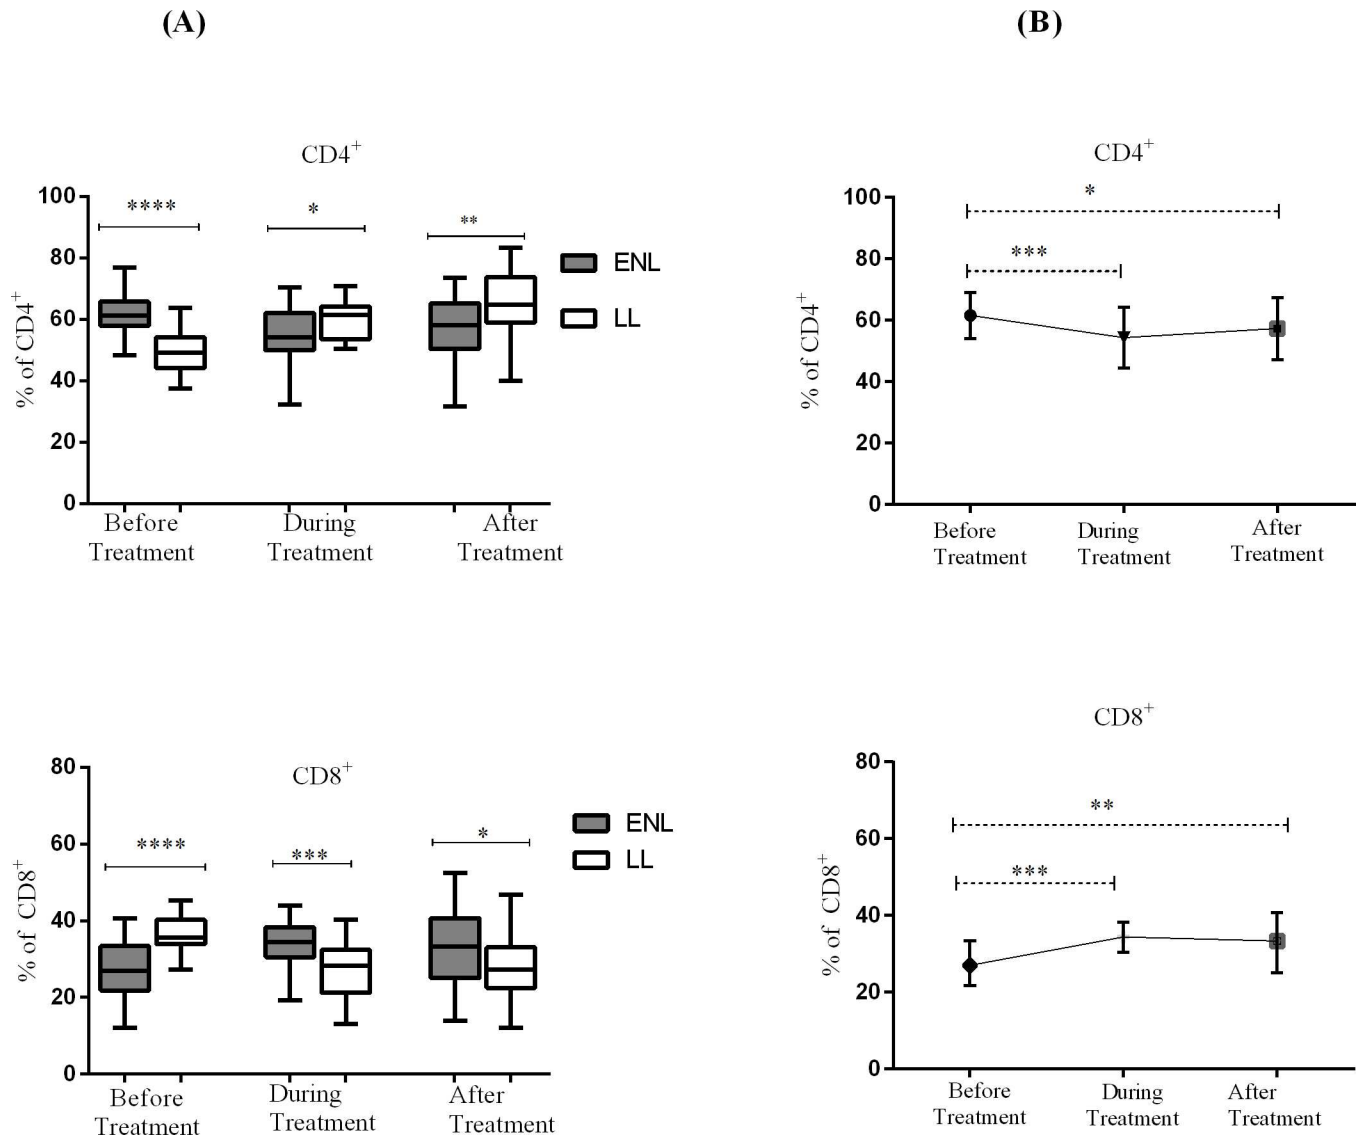 (A)
(B)
CD4+
100
80
60
40
20
0
% of CD4+
****
*
**
ENL
LL
Before
Treatment
During
Treatment
After
Treatment
CD4+
100
80
60
40
20
0
% of CD4+
*
***
Before
Treatment
During
Treatment
After
Treatment
CD8+
80
60
40
20
0
% of CD8+
****
***
*
ENL
LL
Before
Treatment
During
Treatment
After
Treatment
CD8+
80
60
40
20
0
% of CD8+
**
***
Before
Treatment
During
Treatment
After
Treatment